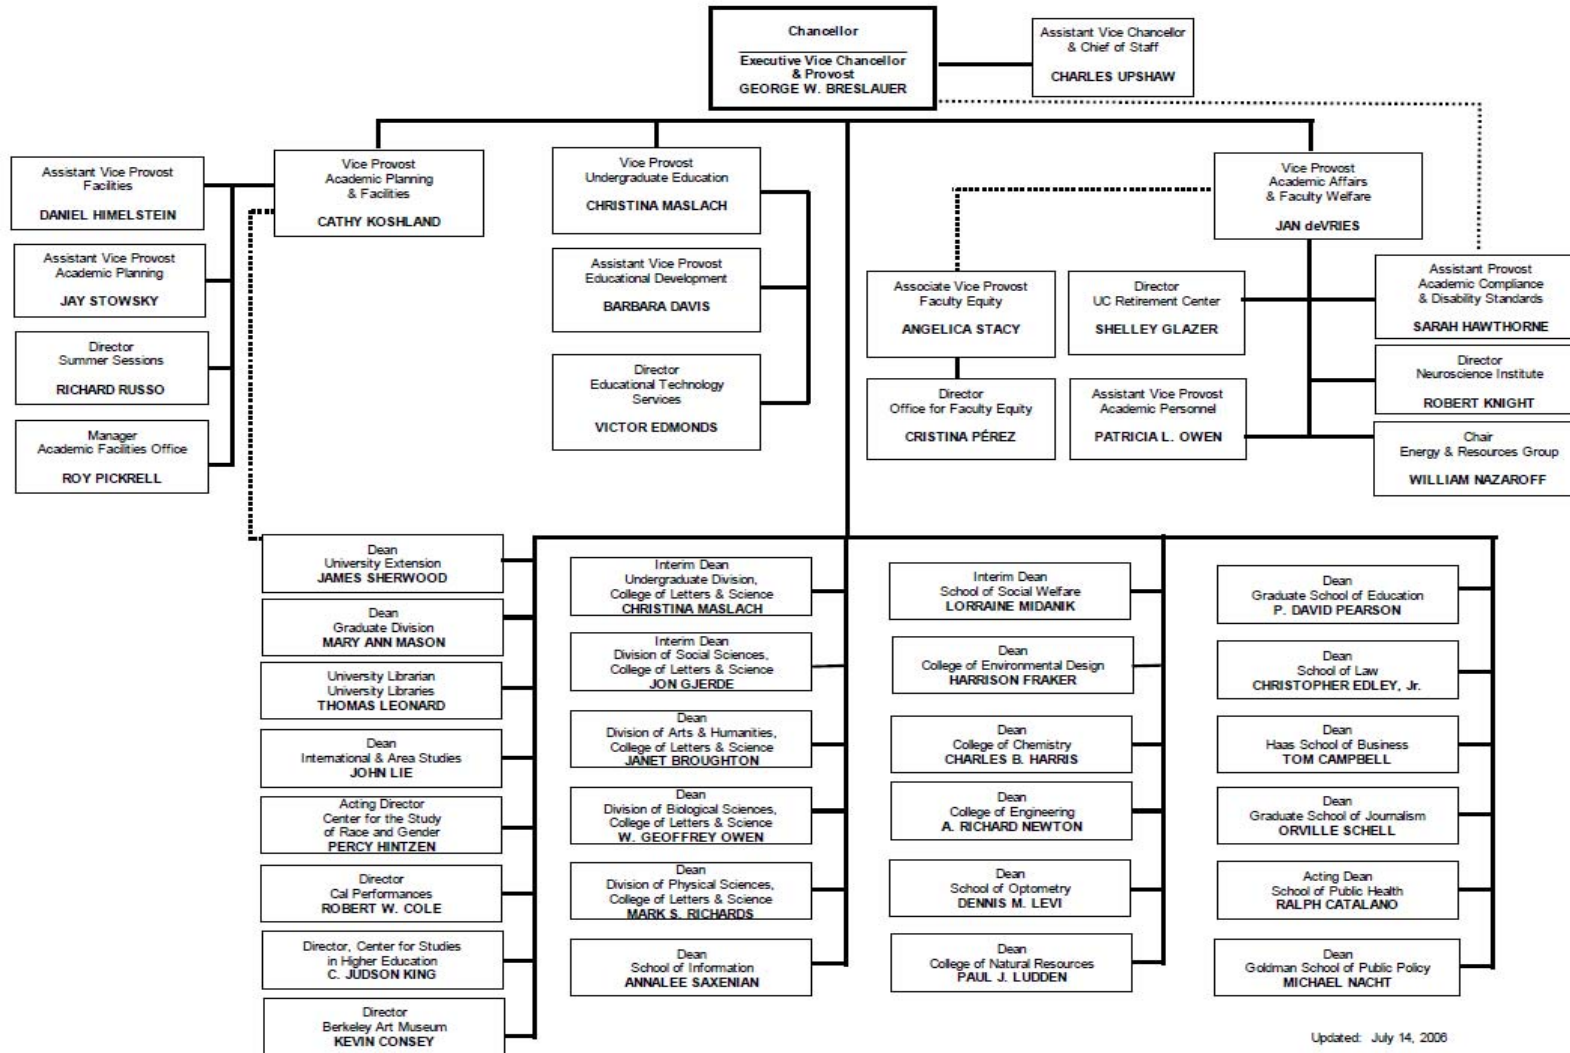 Chancellor
Executive Vice Chancellor
& Provost
GEORGE W. BRESLAUER
Assistant Vice Chancellor
& Chief of Staff
CHARLES UPSHAW
Assistant Vice Provost
Facilities
DANIEL HIMELSTEIN
Vice Provost
Academic Planning
& Facilities
CATHY KOSHLAND
Vice Provost
Undergraduate Education
CHRISTINA MASLACH
Vice Provost
Academic Affairs
& Faculty Welfare
JAN deVRIES
Assistant Vice Provost
Academic Planning
JAY STOWSKY
Assistant Vice Provost
Educational Development
BARBARA DAVIS
Associate Vice Provost
Faculty Equity
ANGELICA STACY
Director
UC Retirement Center
SHELLEY GLAZER
Assistant Provost
Academic Compliance
& Disability Standards
SARAH HAWTHORNE
Director
Summer Sessions
RICHARD RUSSO
Director
Educational Technology
Services
VICTOR EDMONDS
Director
Office for Faculty Equity
CRISTINA PÉREZ
Assistant Vice Provost
Academic Personnel
PATRICIA L. OWEN
Director
Neuroscience Institute
ROBERT KNIGHT
Manager
Academic Facilities Office
ROY PICKRELL
Chair
Energy & Resources Group
WILLIAM NAZAROFF
Dean
University Extension
JAMES SHERWOOD
Dean
Graduate Division
MARY ANN MASON
University Librarian
University Libraries
THOMAS LEONARD
Dean
International & Area Studies
JOHN LIE
Acting Director
Center for the Study
of Race and Gender
PERCY HINTZEN
Director
Cal Performances
ROBERT W. COLE
Director, Center for Studies
in Higher Education
C. JUDSON KING
Director
Berkeley Art Museum
KEVIN CONSEY
Interim Dean
Undergraduate Division,
College of Letters & Science
CHRISTINA MASLACH
Interim Dean
Division of Social Sciences,
College of Letters & Science
JON GJERDE
Dean
Division of Arts & Humanities,
College of Letters & Science
JANET BROUGHTON
Dean
Division of Biological Sciences,
College of Letters & Science
W. GEOFFREY OWEN
Dean
Division of Physical Sciences,
College of Letters & Science
MARK S. RICHARDS
Dean
School of Information
ANNALEE SAXENIAN
Interim Dean
School of Social Welfare
LORRAINE MIDANIK
Dean
College of Environmental Design
HARRISON FRAKER
Dean
College of Chemistry
CHARLES B. HARRIS
Dean
College of Engineering
A. RICHARD NEWTON
Dean
School of Optometry
DENNIS M. LEVI
Dean
College of Natural Resources
PAUL J. LUDDEN
Dean
Graduate School of Education
P. DAVID PEARSON
Dean
School of Law
CHRISTOPHER EDLEY, Jr.
Dean
Haas School of Business
TOM CAMPBELL
Dean
Graduate School of Journalism
ORVILLE SCHELL
Acting Dean
School of Public Health
RALPH CATALANO
Dean
Goldman School of Public Policy
MICHAEL NACHT
Updated: July 14, 2006